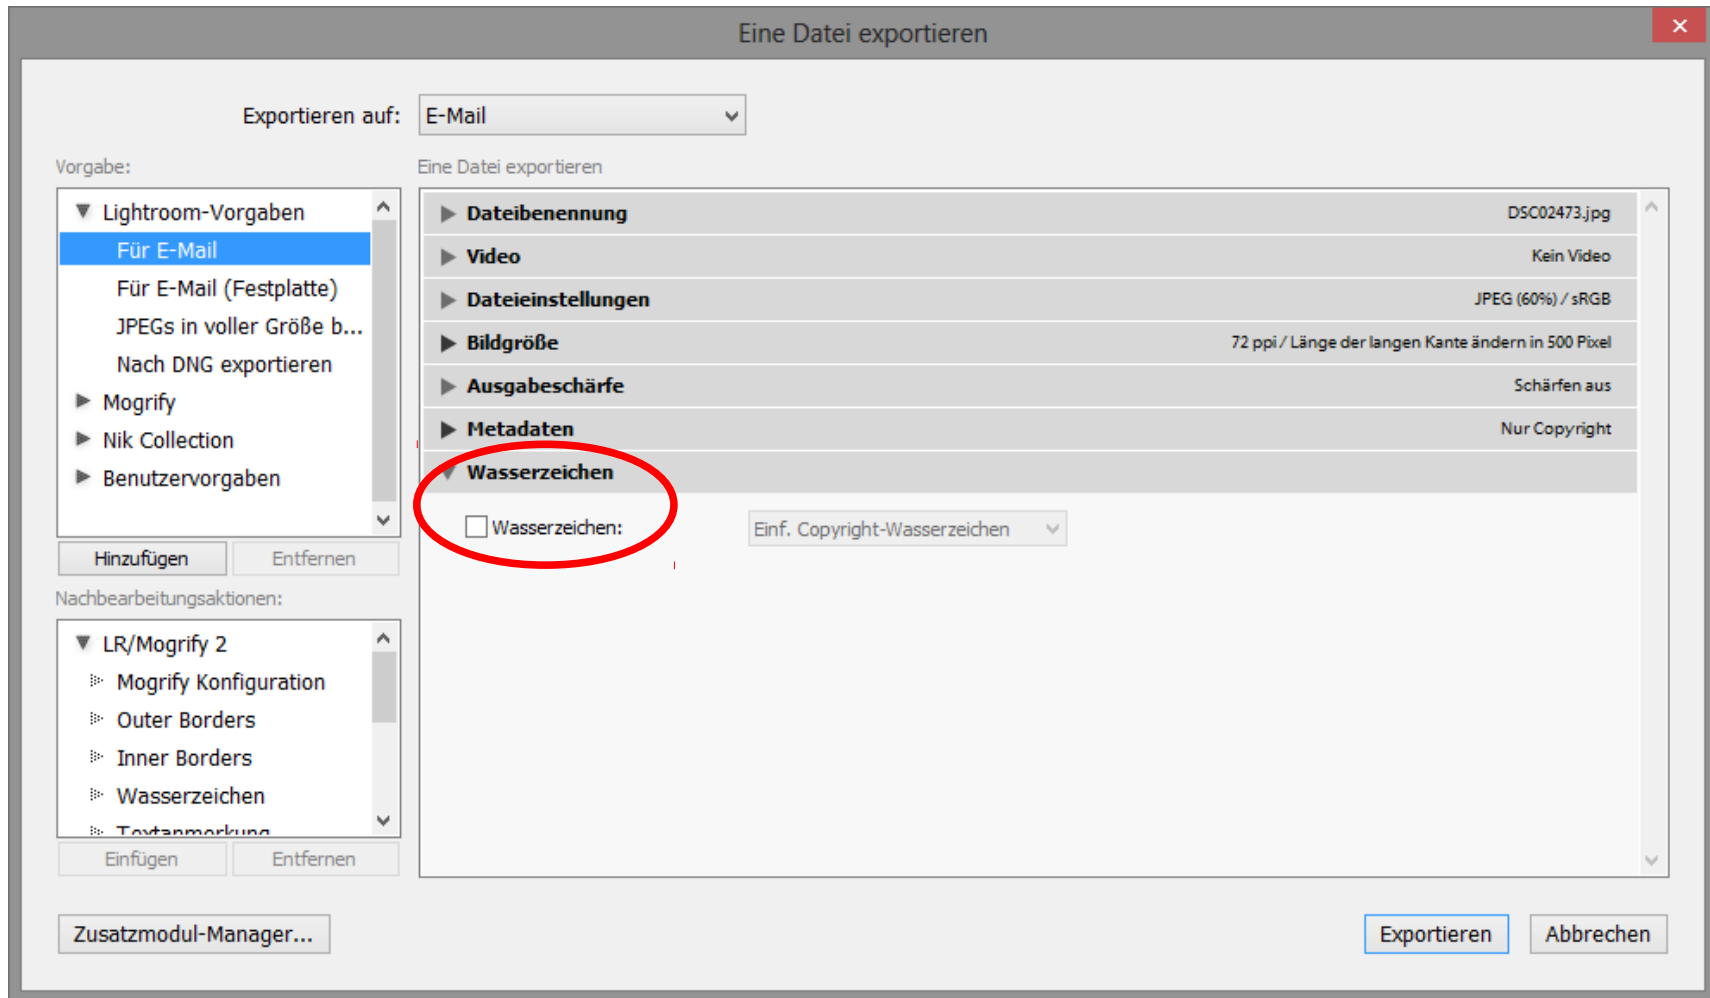 Eine Datei exportieren
Exportieren auf: E-Mail
Vorgabe:
Lightroom-Vorgaben
Für E-Mail
Für E-Mail (Festplatte)
JPEGs in voller Größe b...
Nach DNG exportieren
Mogrify
Nik Collection
Benutzervorgaben
Hinzufügen Entfernen
Nachbearbeitungsaktionen:
LR/Mogrify 2
Mogrify Konfiguration
Outer Borders
Inner Borders
Wasserzeichen
Textanmerkung
Einfügen Entfernen
Eine Datei exportieren
Dateibenennung DSC02473.jpg
Video Kein Video
Dateieinstellungen JPEG (60%) / sRGB
Bildgröße 72 ppi / Länge der langen Kante ändern in 500 Pixel
Ausgabeschärfe Schärfen aus
Metadaten Nur Copyright
Wasserzeichen
Wasserzeichen: Einf. Copyright-Wasserzeichen
Zusatzmodul-Manager... Exportieren Abbrechen